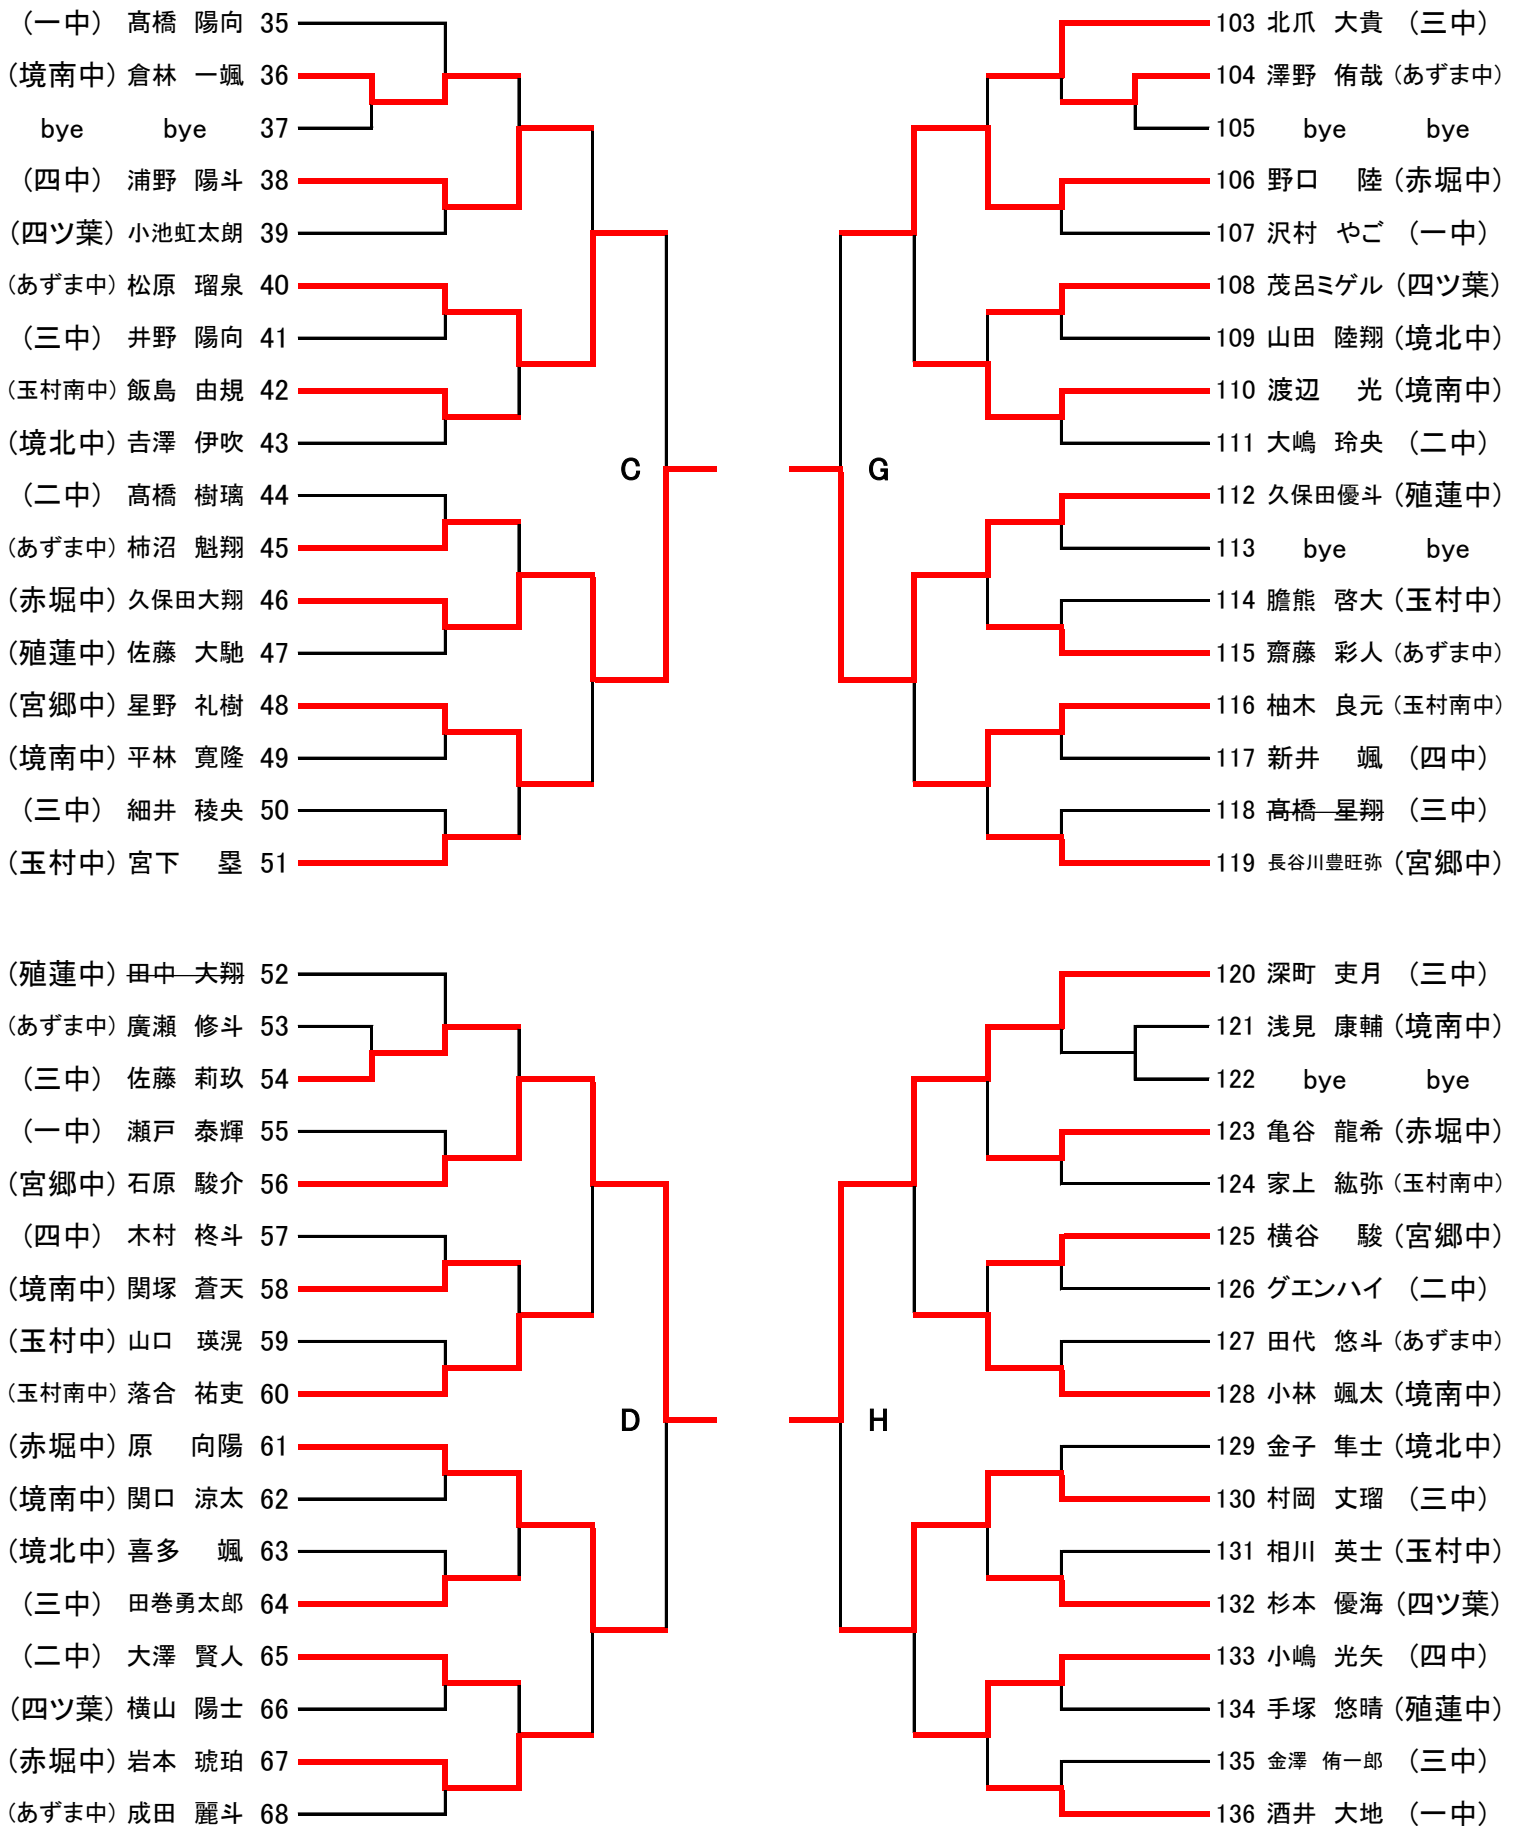 (一中) 髙橋 陽向 35
(境南中) 倉林 一颯 36
bye bye 37
(四中) 浦野 陽斗 38
(四ツ葉) 小池虹太朗 39
(あずま中) 松原 瑠泉 40
(三中) 井野 陽向 41
(玉村南中) 飯島 由規 42
(境北中) 吉澤 伊吹 43
(二中) 髙橋 樹璃 44
(あずま中) 柿沼 魁翔 45
(赤堀中) 久保田大翔 46
(殖蓮中) 佐藤 大馳 47
(宮郷中) 星野 礼樹 48
(境南中) 平林 寛隆 49
(三中) 細井 稜央 50
(玉村中) 宮下 塁 51
C
103 北爪 大貴 (三中)
104 澤野 侑哉 (あずま中)
105 bye bye
106 野口 陸 (赤堀中)
107 沢村 やご (一中)
108 茂呂ミゲル (四ツ葉)
109 山田 陸翔 (境北中)
110 渡辺 光 (境南中)
111 大嶋 玲央 (二中)
112 久保田優斗 (殖蓮中)
113 bye bye
114 膽熊 啓大 (玉村中)
115 齋藤 彩人 (あずま中)
116 柚木 良元 (玉村南中)
117 新井 颯 (四中)
118 髙橋 星翔 (三中)
119 長谷川豊旺弥 (宮郷中)
G
(殖蓮中) 田中 大翔 52
(あずま中) 廣瀬 修斗 53
(三中) 佐藤 莉玖 54
(一中) 瀬戸 泰輝 55
(宮郷中) 石原 駿介 56
(四中) 木村 柊斗 57
(境南中) 関塚 蒼天 58
(玉村中) 山口 瑛滉 59
(玉村南中) 落合 祐吏 60
(赤堀中) 原 向陽 61
(境南中) 関口 涼太 62
(境北中) 喜多 颯 63
(三中) 田巻勇太郎 64
(二中) 大澤 賢人 65
(四ツ葉) 横山 陽士 66
(赤堀中) 岩本 琥珀 67
(あずま中) 成田 麗斗 68
D
120 深町 吏月 (三中)
121 浅見 康輔 (境南中)
122 bye bye
123 亀谷 龍希 (赤堀中)
124 家上 紘弥 (玉村南中)
125 横谷 駿 (宮郷中)
126 グエンハイ (二中)
127 田代 悠斗 (あずま中)
128 小林 颯太 (境南中)
129 金子 隼士 (境北中)
130 村岡 丈瑠 (三中)
131 相川 英士 (玉村中)
132 杉本 優海 (四ツ葉)
133 小嶋 光矢 (四中)
134 手塚 悠晴 (殖蓮中)
135 金澤 侑一郎 (三中)
136 酒井 大地 (一中)
H